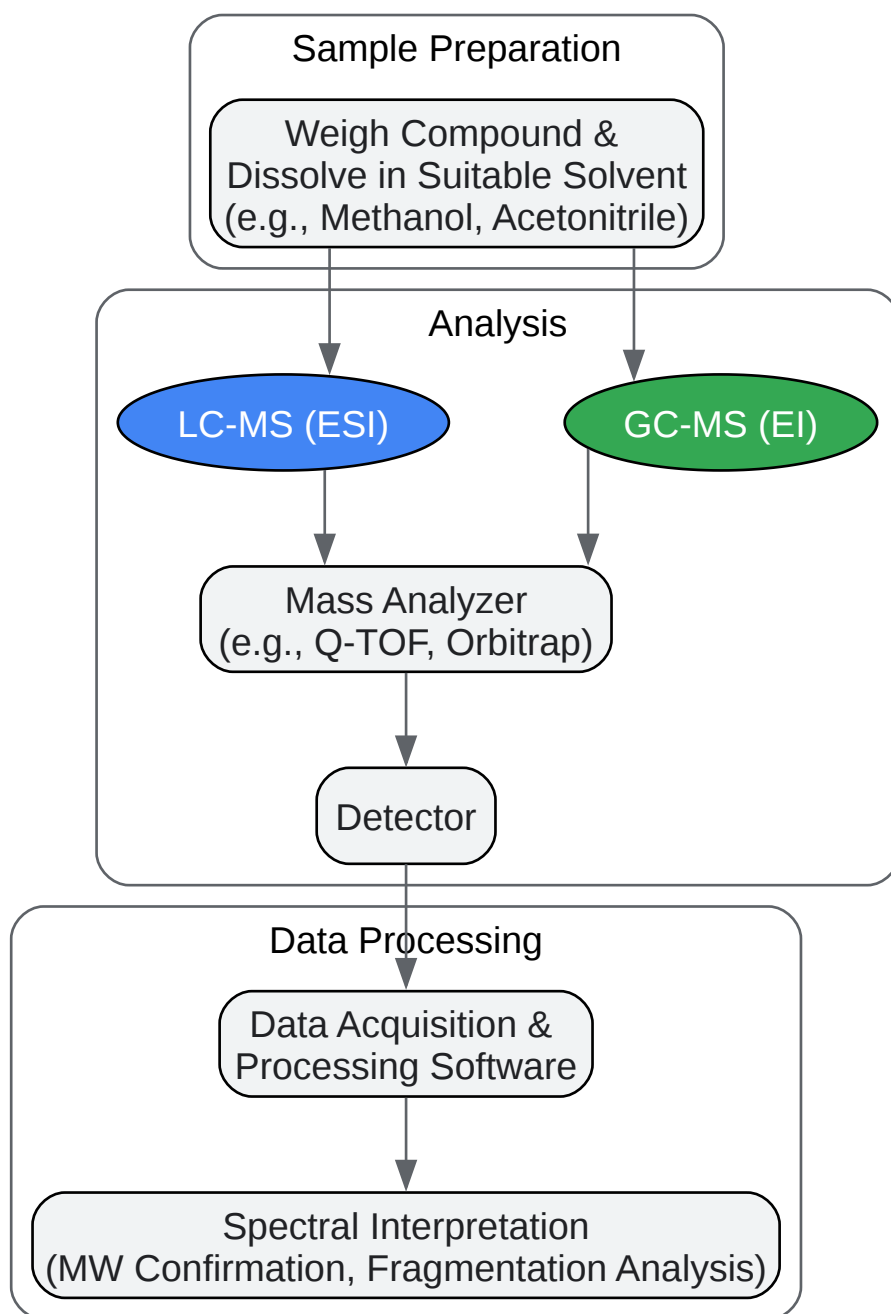 Sample Preparation
Weigh Compound &
Dissolve in Suitable Solvent
(e.g., Methanol, Acetonitrile)
Analysis
LC-MS (ESI)
GC-MS (EI)
Mass Analyzer
(e.g., Q-TOF, Orbitrap)
Detector
Data Processing
Data Acquisition &
Processing Software
Spectral Interpretation
(MW Confirmation, Fragmentation Analysis)